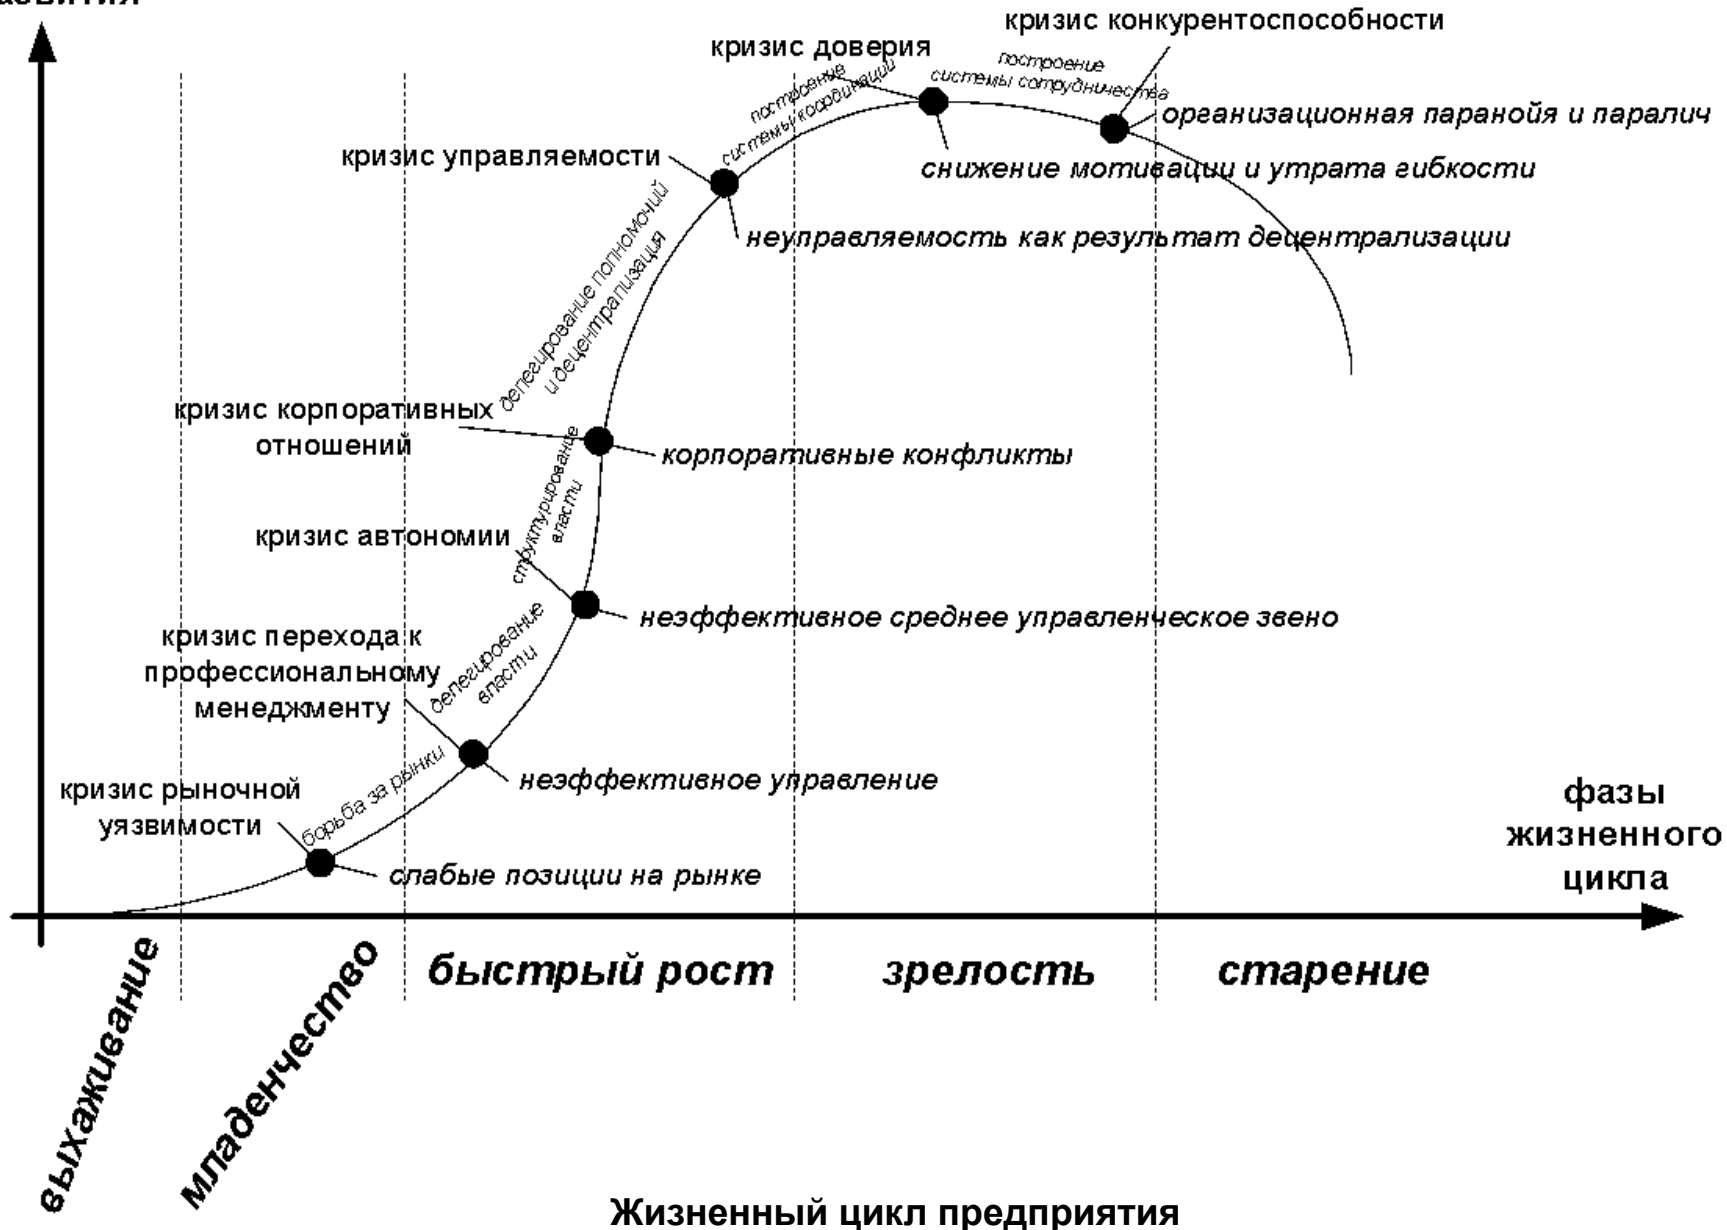 кризис конкурентоспособности
кризис доверия
построение
системы сотрудничества
построение
системы координации
организационная паранойя и паралич
кризис управляемости
снижение мотивации и утрата гибкости
неуправляемость как результат децентрализации
делегирование полномочий
и децентрализация
кризис корпоративных
отношений
корпоративные конфликты
структурирование
власти
кризис автономии
неэффективное среднее управленческое звено
делегирование
власти
кризис перехода к
профессиональному
менеджменту
неэффективное управление
борьба за рынки
кризис рыночной
уязвимости
слабые позиции на рынке
фазы
жизненного
цикла
выхаживание
младенчество
быстрый рост
зрелость
старение
Жизненный цикл предприятия